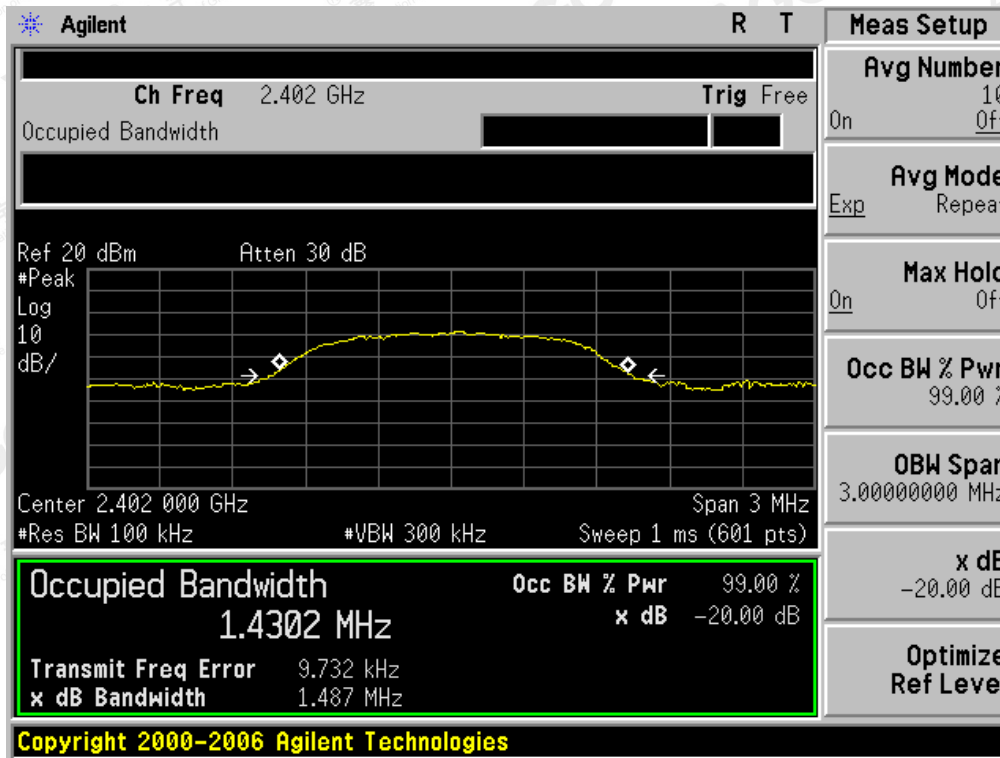 Agilent R T
Ch Freq 2.402 GHz Trig Free
Occupied Bandwidth
Ref 20 dBm Atten 30 dB
#Peak
Log
10
dB/
Center 2.402 000 GHz Span 3 MHz
#Res BW 100 kHz #VBW 300 kHz Sweep 1 ms (601 pts)
Occupied Bandwidth
1.4302 MHz
Occ BW % Pwr 99.00 %
x dB -20.00 dB
Transmit Freq Error 9.732 kHz
x dB Bandwidth 1.487 MHz
Copyright 2000-2006 Agilent Technologies
Meas Setup
Avg Number
10
On Off
Avg Mode
Exp Repeat
Max Hold
On Off
Occ BW % Pwr
99.00 %
OBW Span
3.00000000 MHz
x dB
-20.00 dB
Optimize
Ref Level